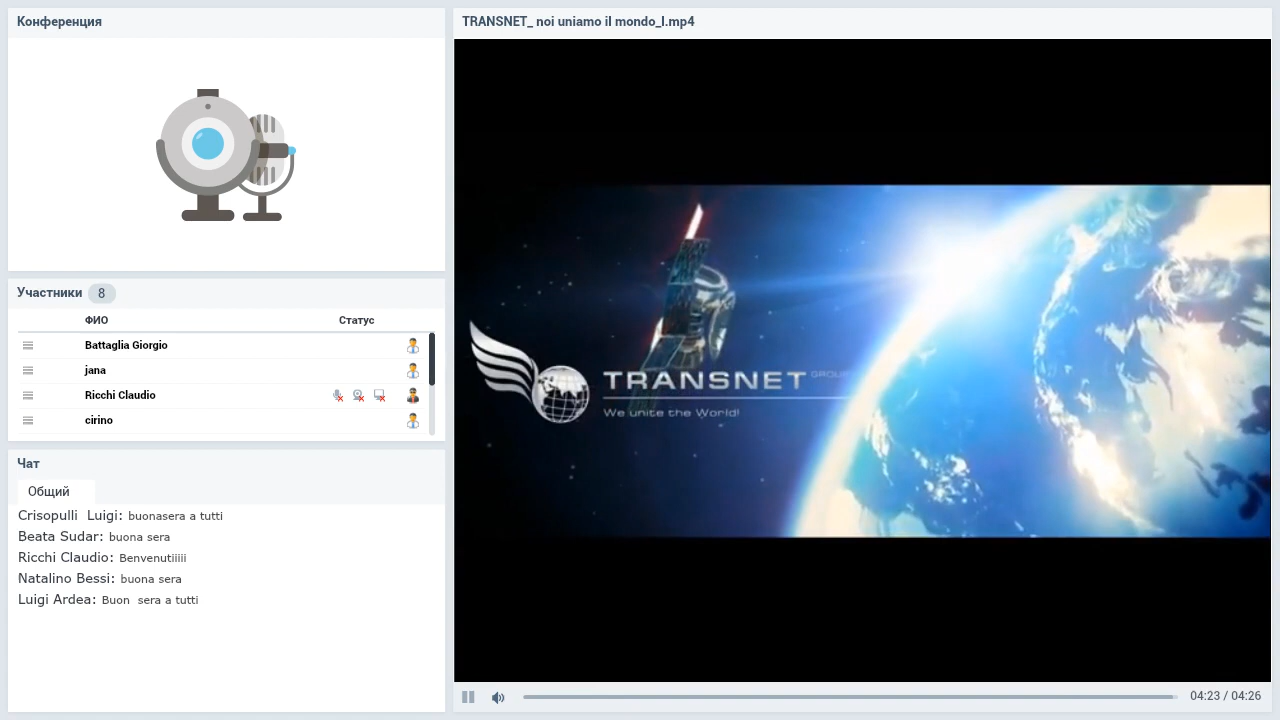 Конференция
TRANSNET_ noi uniamo il mondo_I.mp4
Участники 8
ФИО Статус
Battaglia Giorgio
jana
Ricchi Claudio
cirino
Чат
Общий
Crisopulli Luigi: buonasera a tutti
Beata Sudar: buona sera
Ricchi Claudio: Benvenutiiiii
Natalino Bessi: buona sera
Luigi Ardea: Buon sera a tutti
TRANSNET GROUP
We unite the World!
04:23 / 04:26